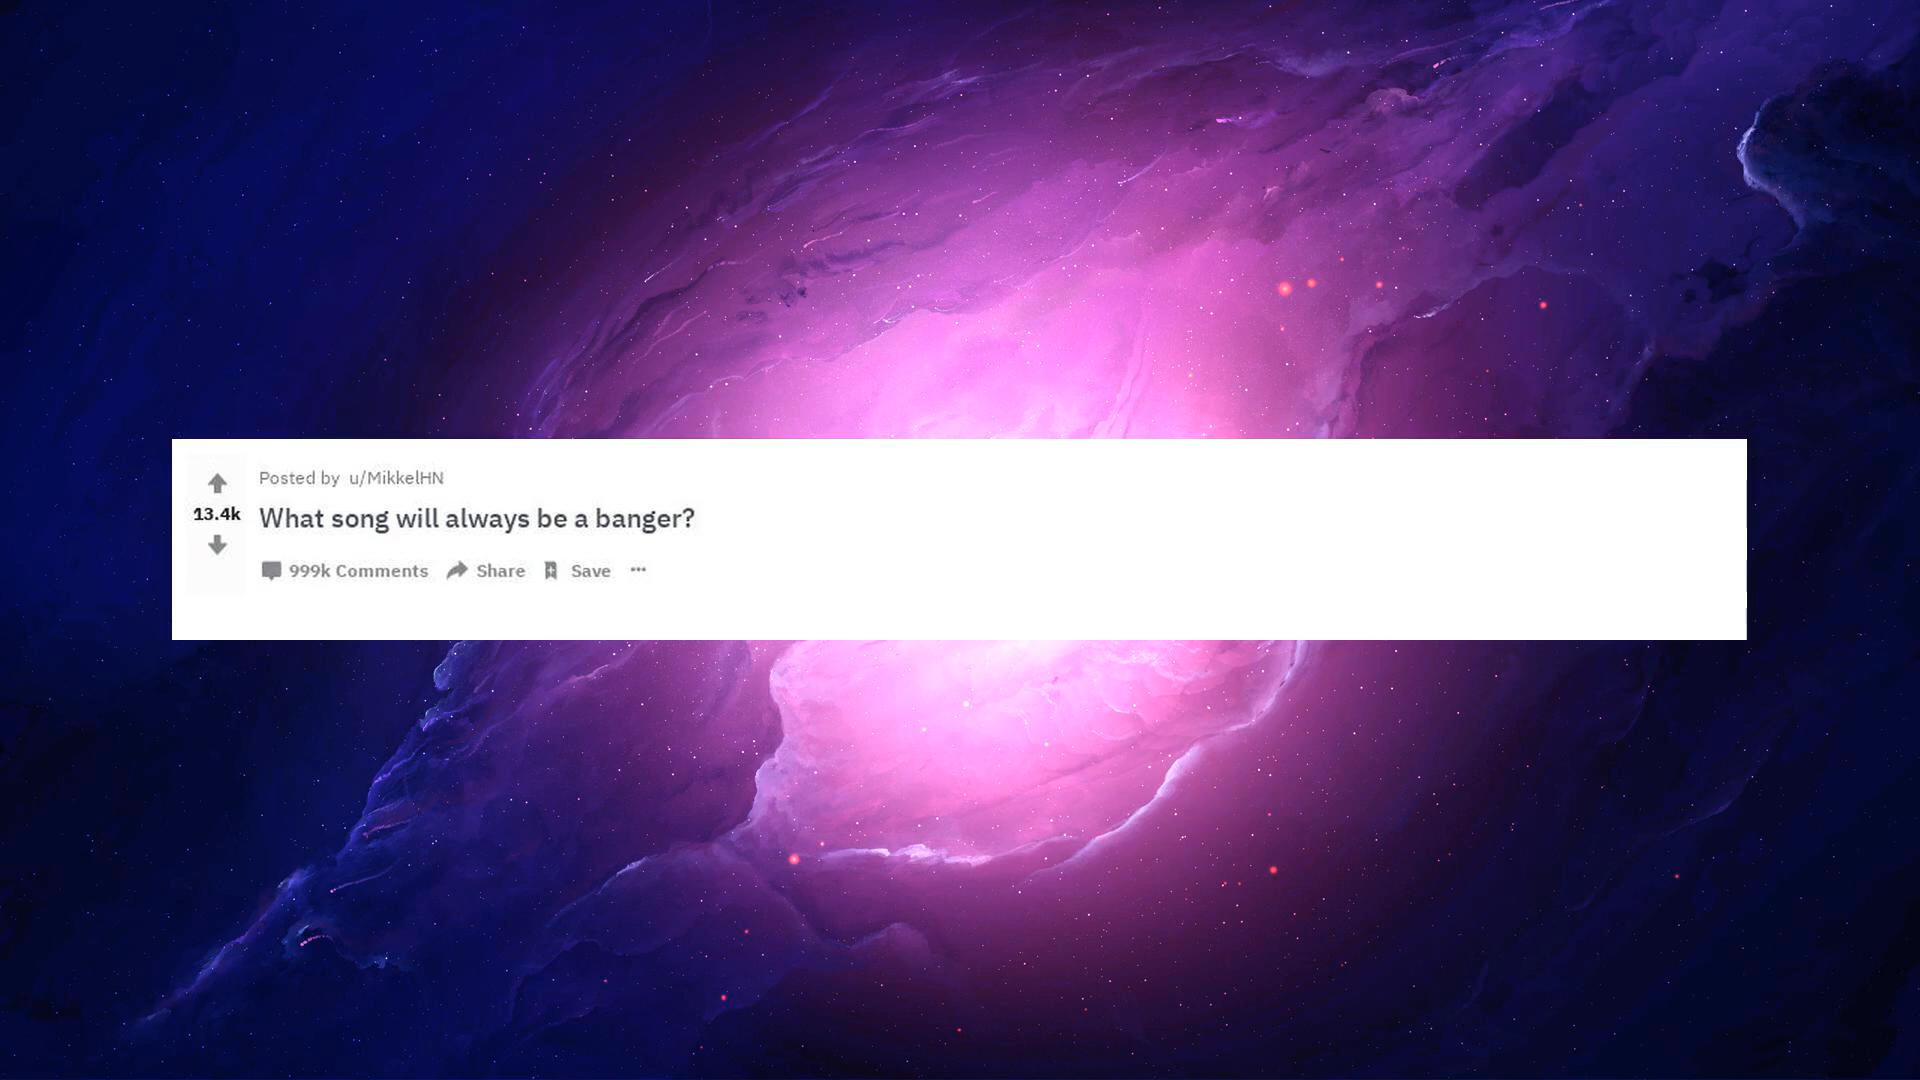 Posted by u/MikkelHN
13.4k
What song will always be a banger?
999k Comments Share Save ···